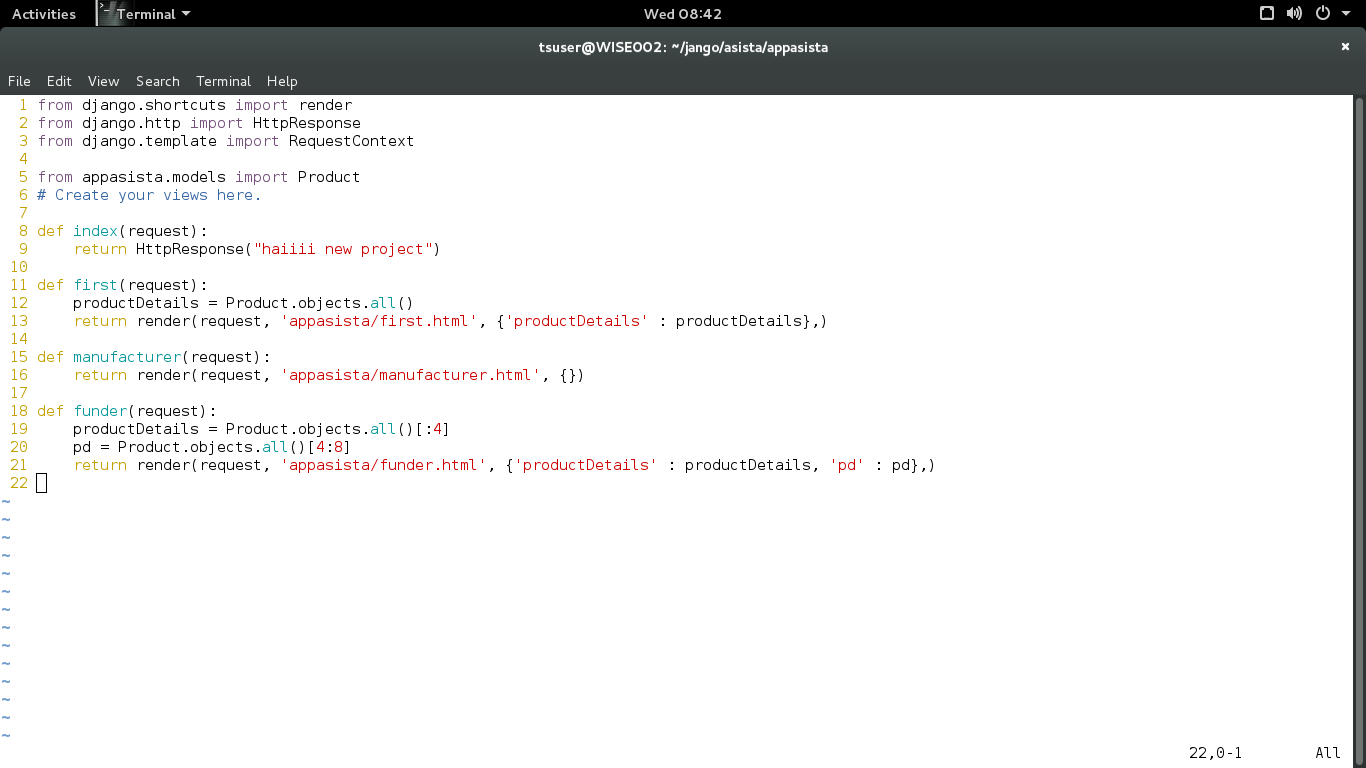 Activities Terminal Wed 08:42
tsuser@WISE002: ~/jango/asista/appasista ×
File Edit View Search Terminal Help
1 from django.shortcuts import render
2 from django.http import HttpResponse
3 from django.template import RequestContext
4
5 from appasista.models import Product
6 # Create your views here.
7
8 def index(request):
9     return HttpResponse("haiiii new project")
10
11 def first(request):
12     productDetails = Product.objects.all()
13     return render(request, 'appasista/first.html', {'productDetails' : productDetails},)
14
15 def manufacturer(request):
16     return render(request, 'appasista/manufacturer.html', {})
17
18 def funder(request):
19     productDetails = Product.objects.all()[:4]
20     pd = Product.objects.all()[4:8]
21     return render(request, 'appasista/funder.html', {'productDetails' : productDetails, 'pd' : pd},)
22
~
~
~
~
~
~
~
~
~
~
~
~
~
~
22,0-1 All